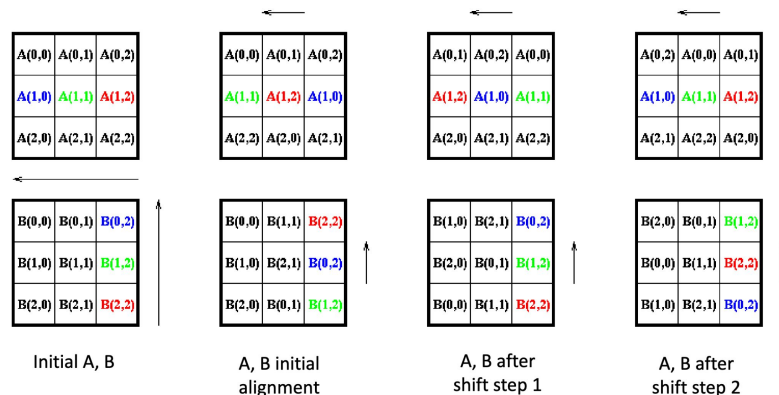 A(0,0) A(0,1) A(0,2)
A(1,0) A(1,1) A(1,2)
A(2,0) A(2,1) A(2,2)
A(0,0) A(0,1) A(0,2)
A(1,1) A(1,2) A(1,0)
A(2,2) A(2,0) A(2,1)
A(0,1) A(0,2) A(0,0)
A(1,2) A(1,0) A(1,1)
A(2,0) A(2,1) A(2,2)
A(0,2) A(0,0) A(0,1)
A(1,0) A(1,1) A(1,2)
A(2,1) A(2,2) A(2,0)
B(0,0) B(0,1) B(0,2)
B(1,0) B(1,1) B(1,2)
B(2,0) B(2,1) B(2,2)
B(0,0) B(1,1) B(2,2)
B(1,0) B(2,1) B(0,2)
B(2,0) B(0,1) B(1,2)
B(1,0) B(2,1) B(0,2)
B(2,0) B(0,1) B(1,2)
B(0,0) B(1,1) B(2,2)
B(2,0) B(0,1) B(1,2)
B(0,0) B(1,1) B(2,2)
B(1,0) B(2,1) B(0,2)
Initial A, B
A, B initial
alignment
A, B after
shift step 1
A, B after
shift step 2